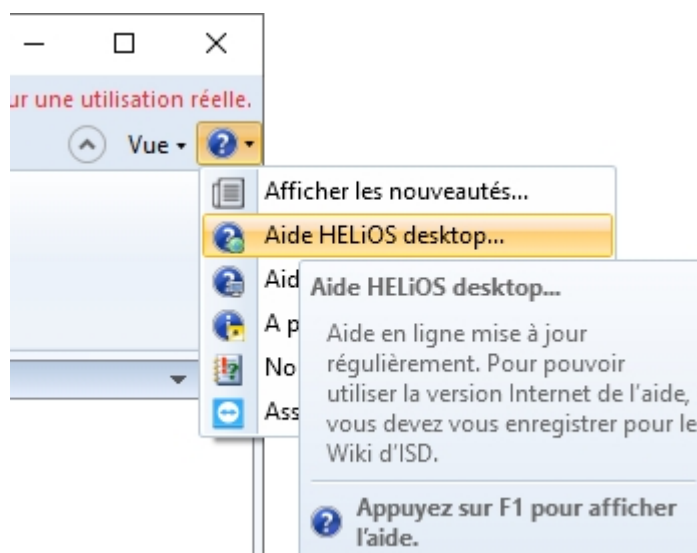 ur une utilisation réelle.
Vue
Afficher les nouveautés...
Aide HELiOS desktop...
Aid
Aide HELiOS desktop...
A p
Aide en ligne mise à jour
No
régulièrement. Pour pouvoir
utiliser la version Internet de l'aide,
Ass
vous devez vous enregistrer pour le
Wiki d'ISD.
Appuyez sur F1 pour afficher
l'aide.